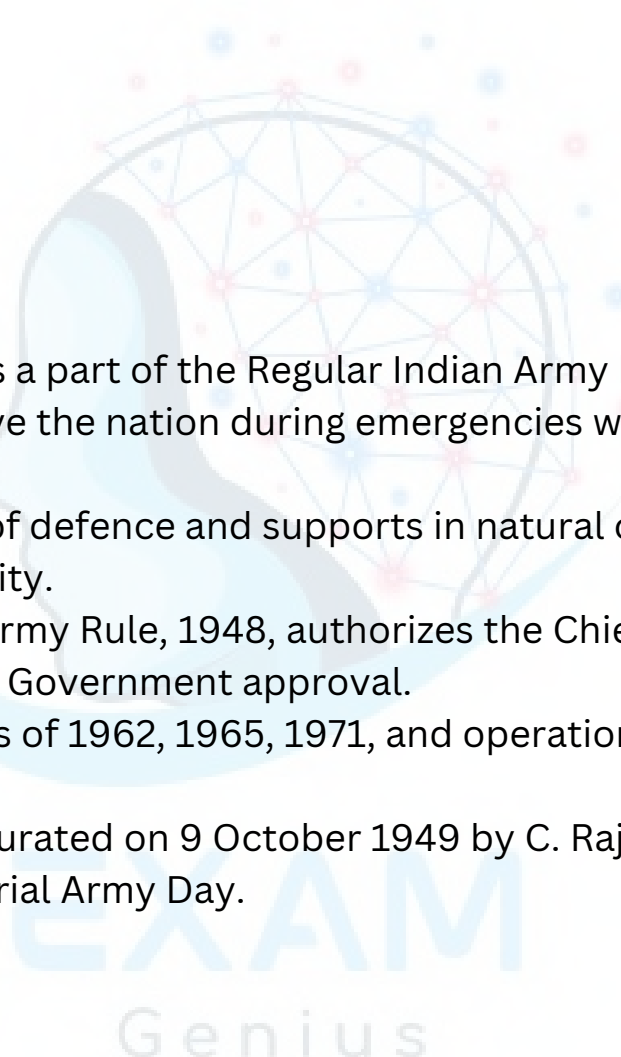 s a part of the Regular Indian Army
ve the nation during emergencies w
of defence and supports in natural
ity.
rmy Rule, 1948, authorizes the Chie
Government approval.
s of 1962, 1965, 1971, and operation
urated on 9 October 1949 by C. Raj
rial Army Day.
EXAM
Genius